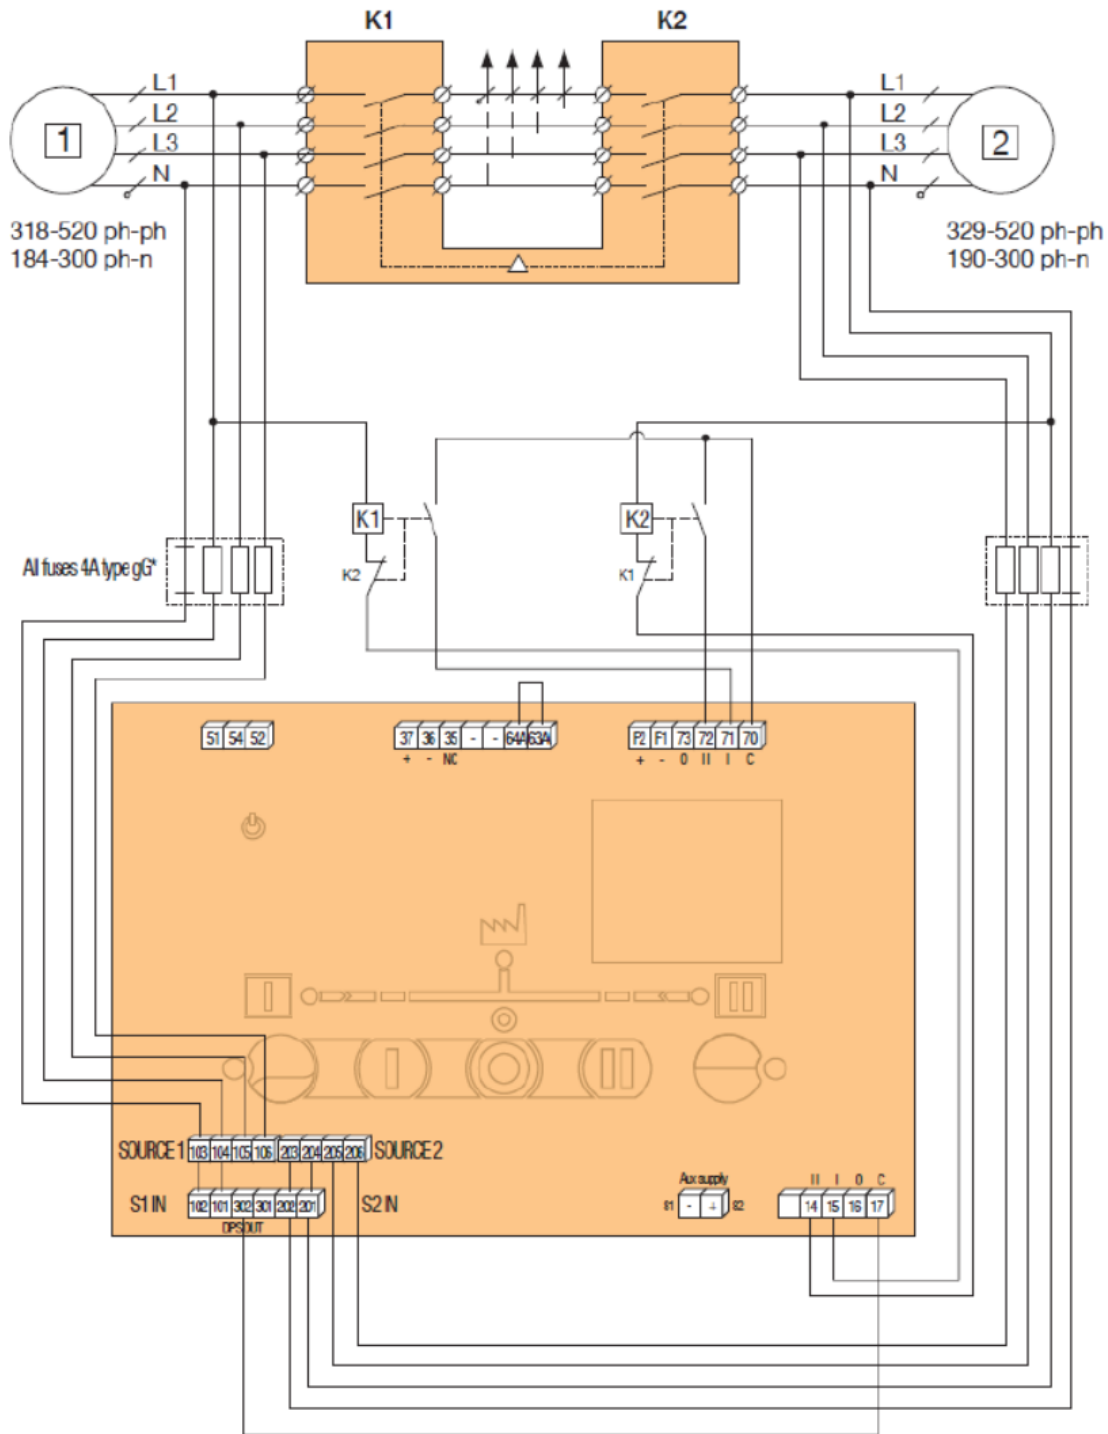 K1 K2
L1 L1
L2 L2
1 2
L3 L3
N N
318-520 ph-ph 329-520 ph-ph
184-300 ph-n 190-300 ph-n
K1 K2
All fuses 4A type gG*
K2 K1
51 54 52 37 36 35 - - 64A 63A F2 F1 73 72 71 70
+ - NC + - 0 II I C
I II
I II
SOURCE 1 103 104 105 106 203 204 205 206 SOURCE 2
Aux supply II I 0 C
S1 IN 102 101 302 301 202 201 S2 IN 81 - + 82 14 15 16 17
DPS OUT